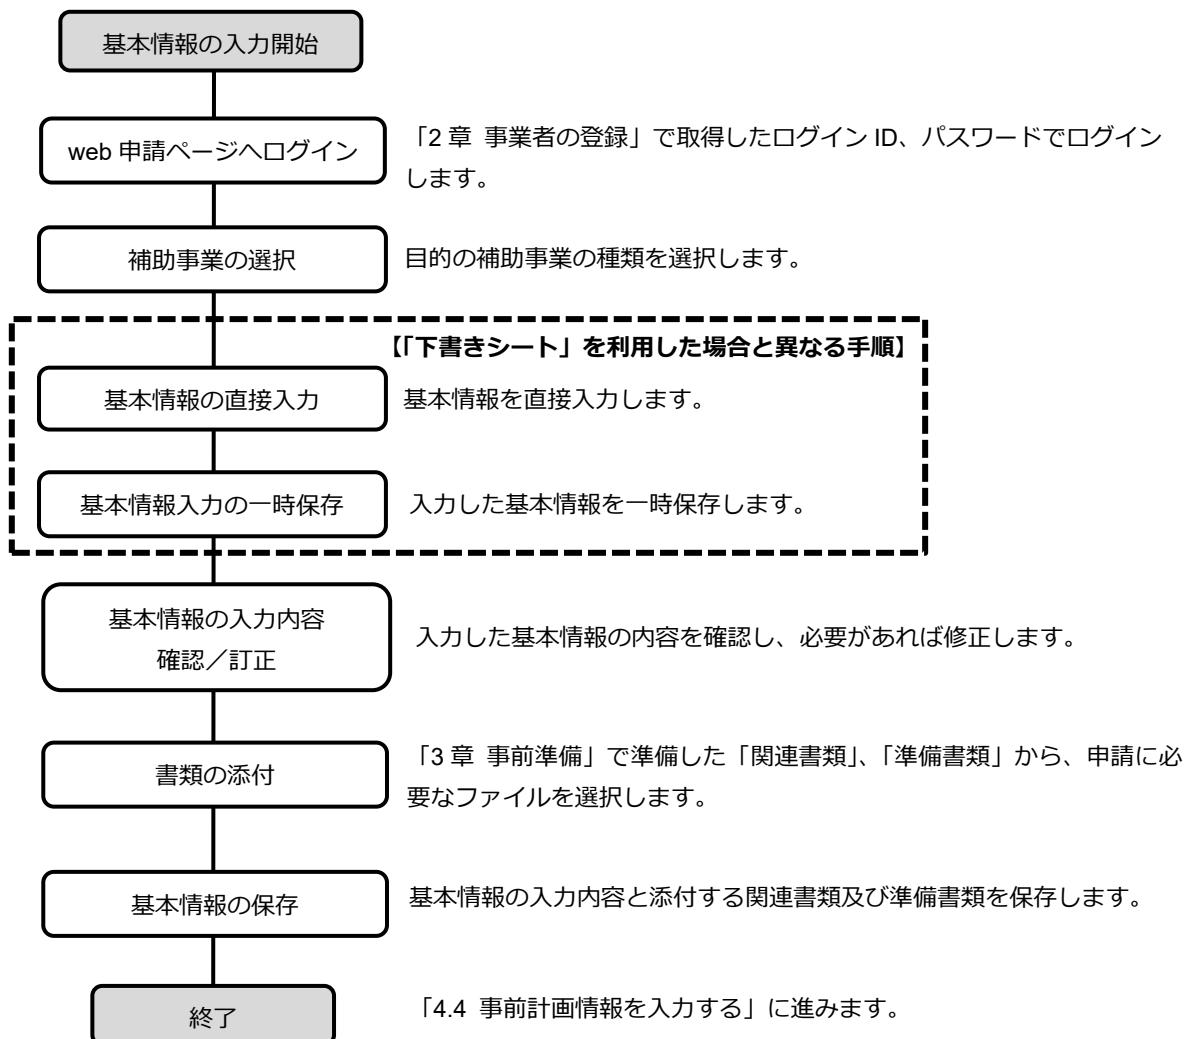 基本情報の入力開始
web 申請ページへログイン
「2 章 事業者の登録」で取得したログイン ID、パスワードでログイン
します。
補助事業の選択
目的の補助事業の種類を選択します。
【「下書きシート」を利用した場合と異なる手順】
基本情報の直接入力
基本情報を直接入力します。
基本情報入力の一時保存
入力した基本情報を一時保存します。
基本情報の入力内容
確認／訂正
入力した基本情報の内容を確認し、必要があれば修正します。
書類の添付
「3 章 事前準備」で準備した「関連書類」、「準備書類」から、申請に必
要なファイルを選択します。
基本情報の保存
基本情報の入力内容と添付する関連書類及び準備書類を保存します。
終了
「4.4 事前計画情報を入力する」に進みます。